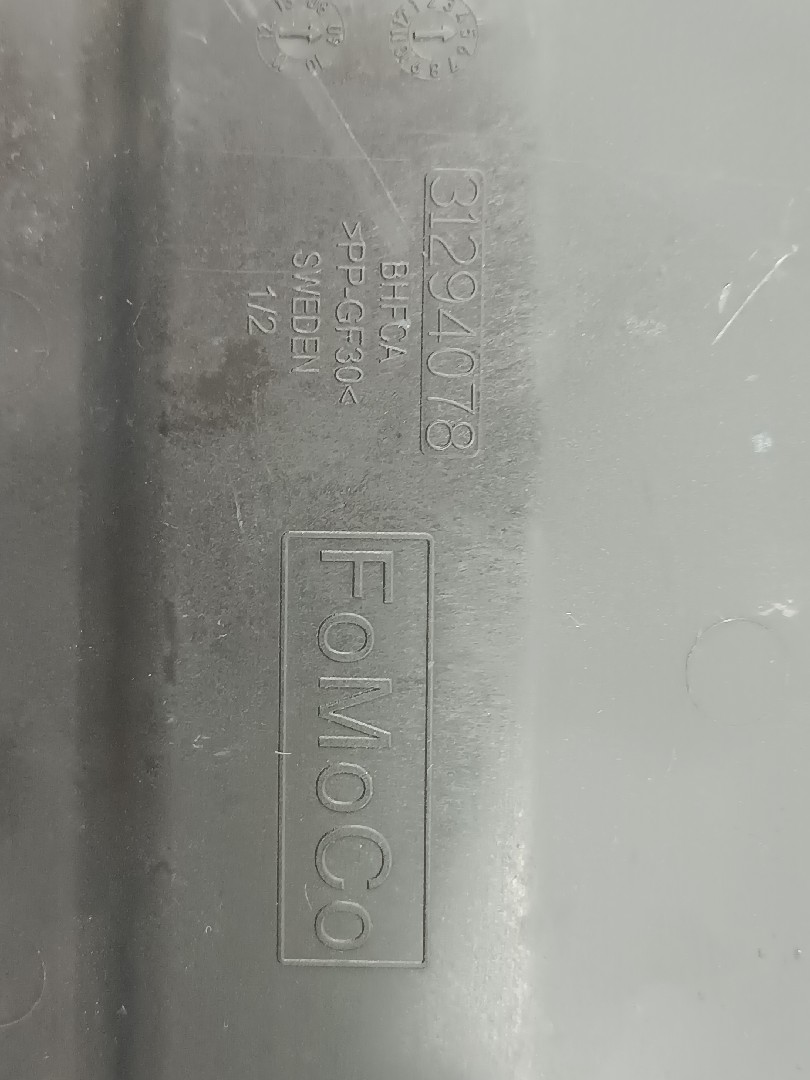 31294078
BHFCA
>PP-GF30<
SWEDEN
1/2
FoMoCo